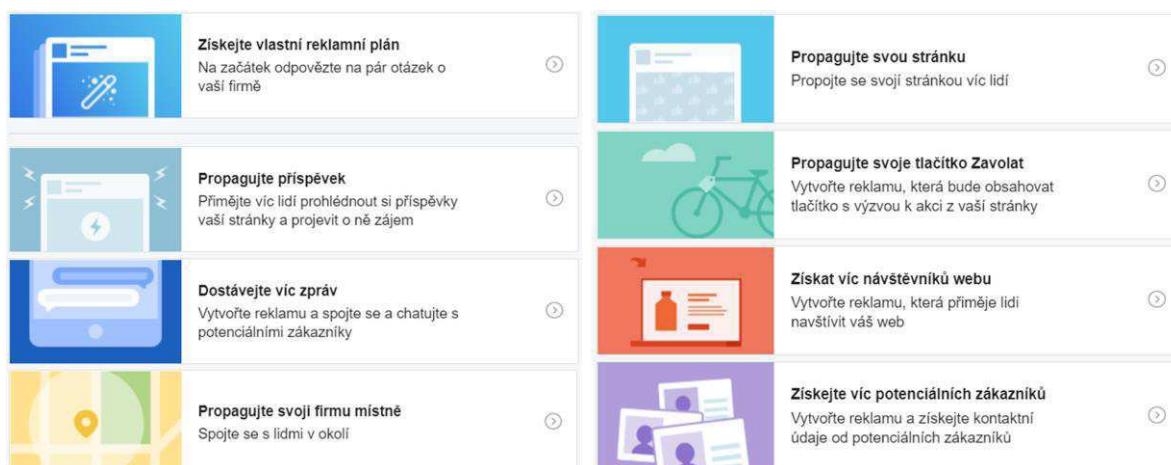 Získejte vlastní reklamní plán
Na začátek odpovězte na pár otázek o
vaší firmě
Propagujte příspěvek
Přimějte víc lidí prohlédnout si příspěvky
vaší stránky a projevit o ně zájem
Dostávejte víc zpráv
Vytvořte reklamu a spojte se a chatujte s
potenciálními zákazníky
Propagujte svoji firmu místně
Spojte se s lidmi v okolí
Propagujte svou stránku
Propojte se svojí stránkou víc lidí
Propagujte svoje tlačítko Zavolat
Vytvořte reklamu, která bude obsahovat
tlačítko s výzvou k akci z vaší stránky
Získat víc návštěvníků webu
Vytvořte reklamu, která přiměje lidi
navštívit váš web
Získejte víc potenciálních zákazníků
Vytvořte reklamu a získejte kontaktní
údaje od potenciálních zákazníků